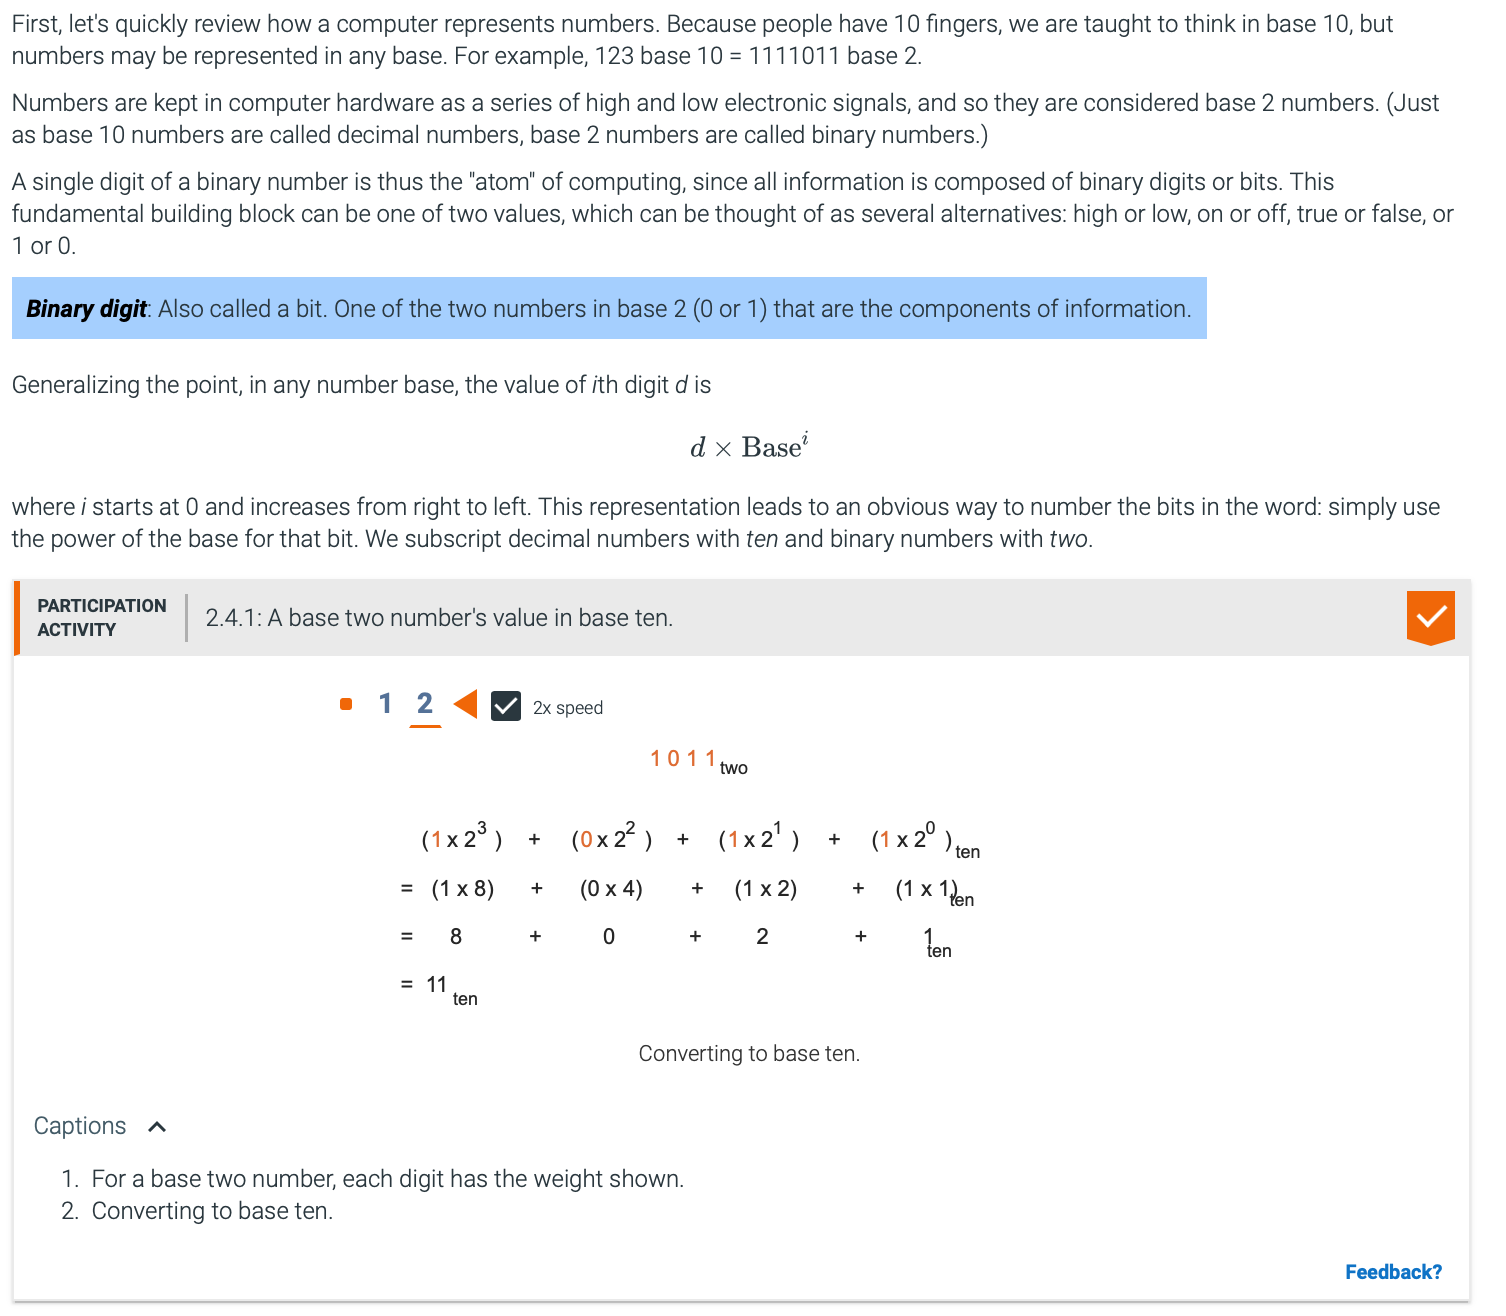 First, let's quickly review how a computer represents numbers. Because people have 10 fingers, we are taught to think in base 10, but
numbers may be represented in any base. For example, 123 base 10 = 1111011 base 2.
Numbers are kept in computer hardware as a series of high and low electronic signals, and so they are considered base 2 numbers. (Just
as base 10 numbers are called decimal numbers, base 2 numbers are called binary numbers.)
A single digit of a binary number is thus the "atom" of computing, since all information is composed of binary digits or bits. This
fundamental building block can be one of two values, which can be thought of as several alternatives: high or low, on or off, true or false, or
1 or 0.
Binary digit: Also called a bit. One of the two numbers in base 2 (0 or 1) that are the components of information.
Generalizing the point, in any number base, the value of ith digit d is
d × Base^i
where i starts at 0 and increases from right to left. This representation leads to an obvious way to number the bits in the word: simply use
the power of the base for that bit. We subscript decimal numbers with ten and binary numbers with two.
PARTICIPATION
ACTIVITY
2.4.1: A base two number's value in base ten.
1 2 2x speed
1 0 1 1 two
(1 x 2^3 ) + (0 x 2^2 ) + (1 x 2^1 ) + (1 x 2^0 ) ten
= (1 x 8) + (0 x 4) + (1 x 2) + (1 x 1) ten
= 8 + 0 + 2 + 1 ten
= 11 ten
Converting to base ten.
Captions
1. For a base two number, each digit has the weight shown.
2. Converting to base ten.
Feedback?